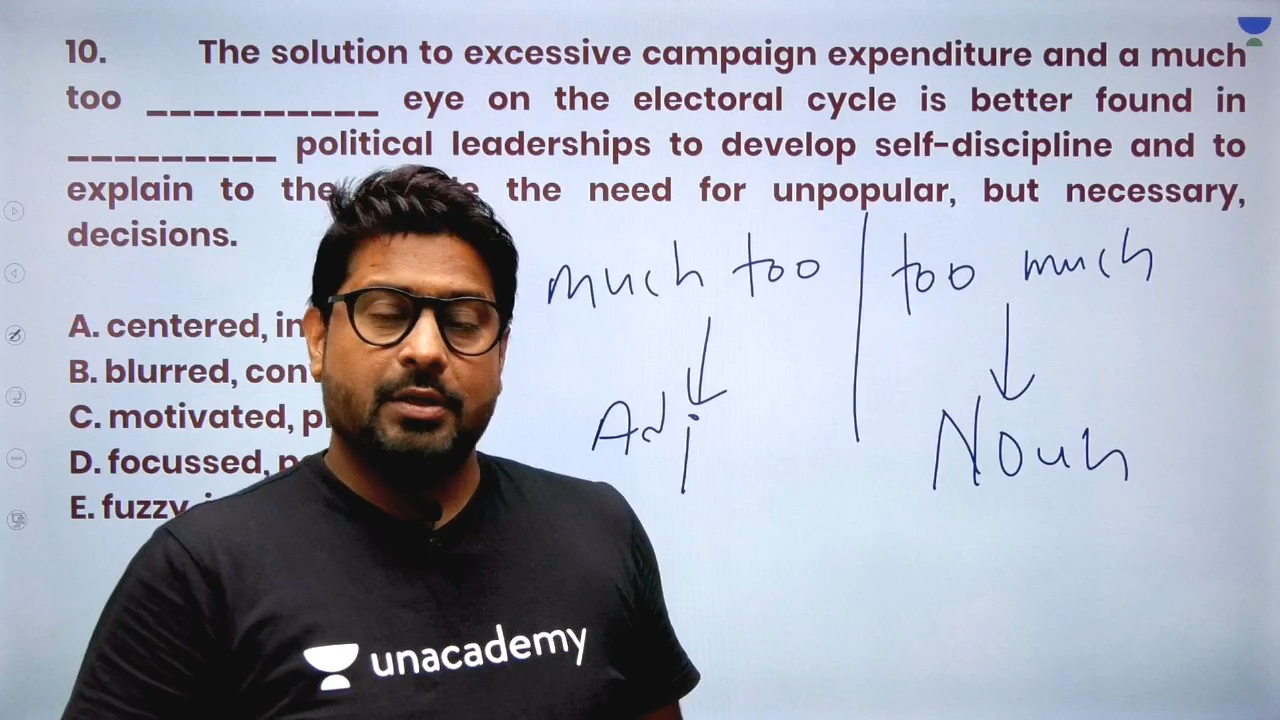 10. The solution to excessive campaign expenditure and a much
too __________ eye on the electoral cycle is better found in
_________ political leaderships to develop self-discipline and to
explain to the the need for unpopular, but necessary,
decisions.
much too | too much
Adj
Noun
A. centered,
B. blurred,
C. motivated,
D. focussed,
E. fuzzy
unacademy